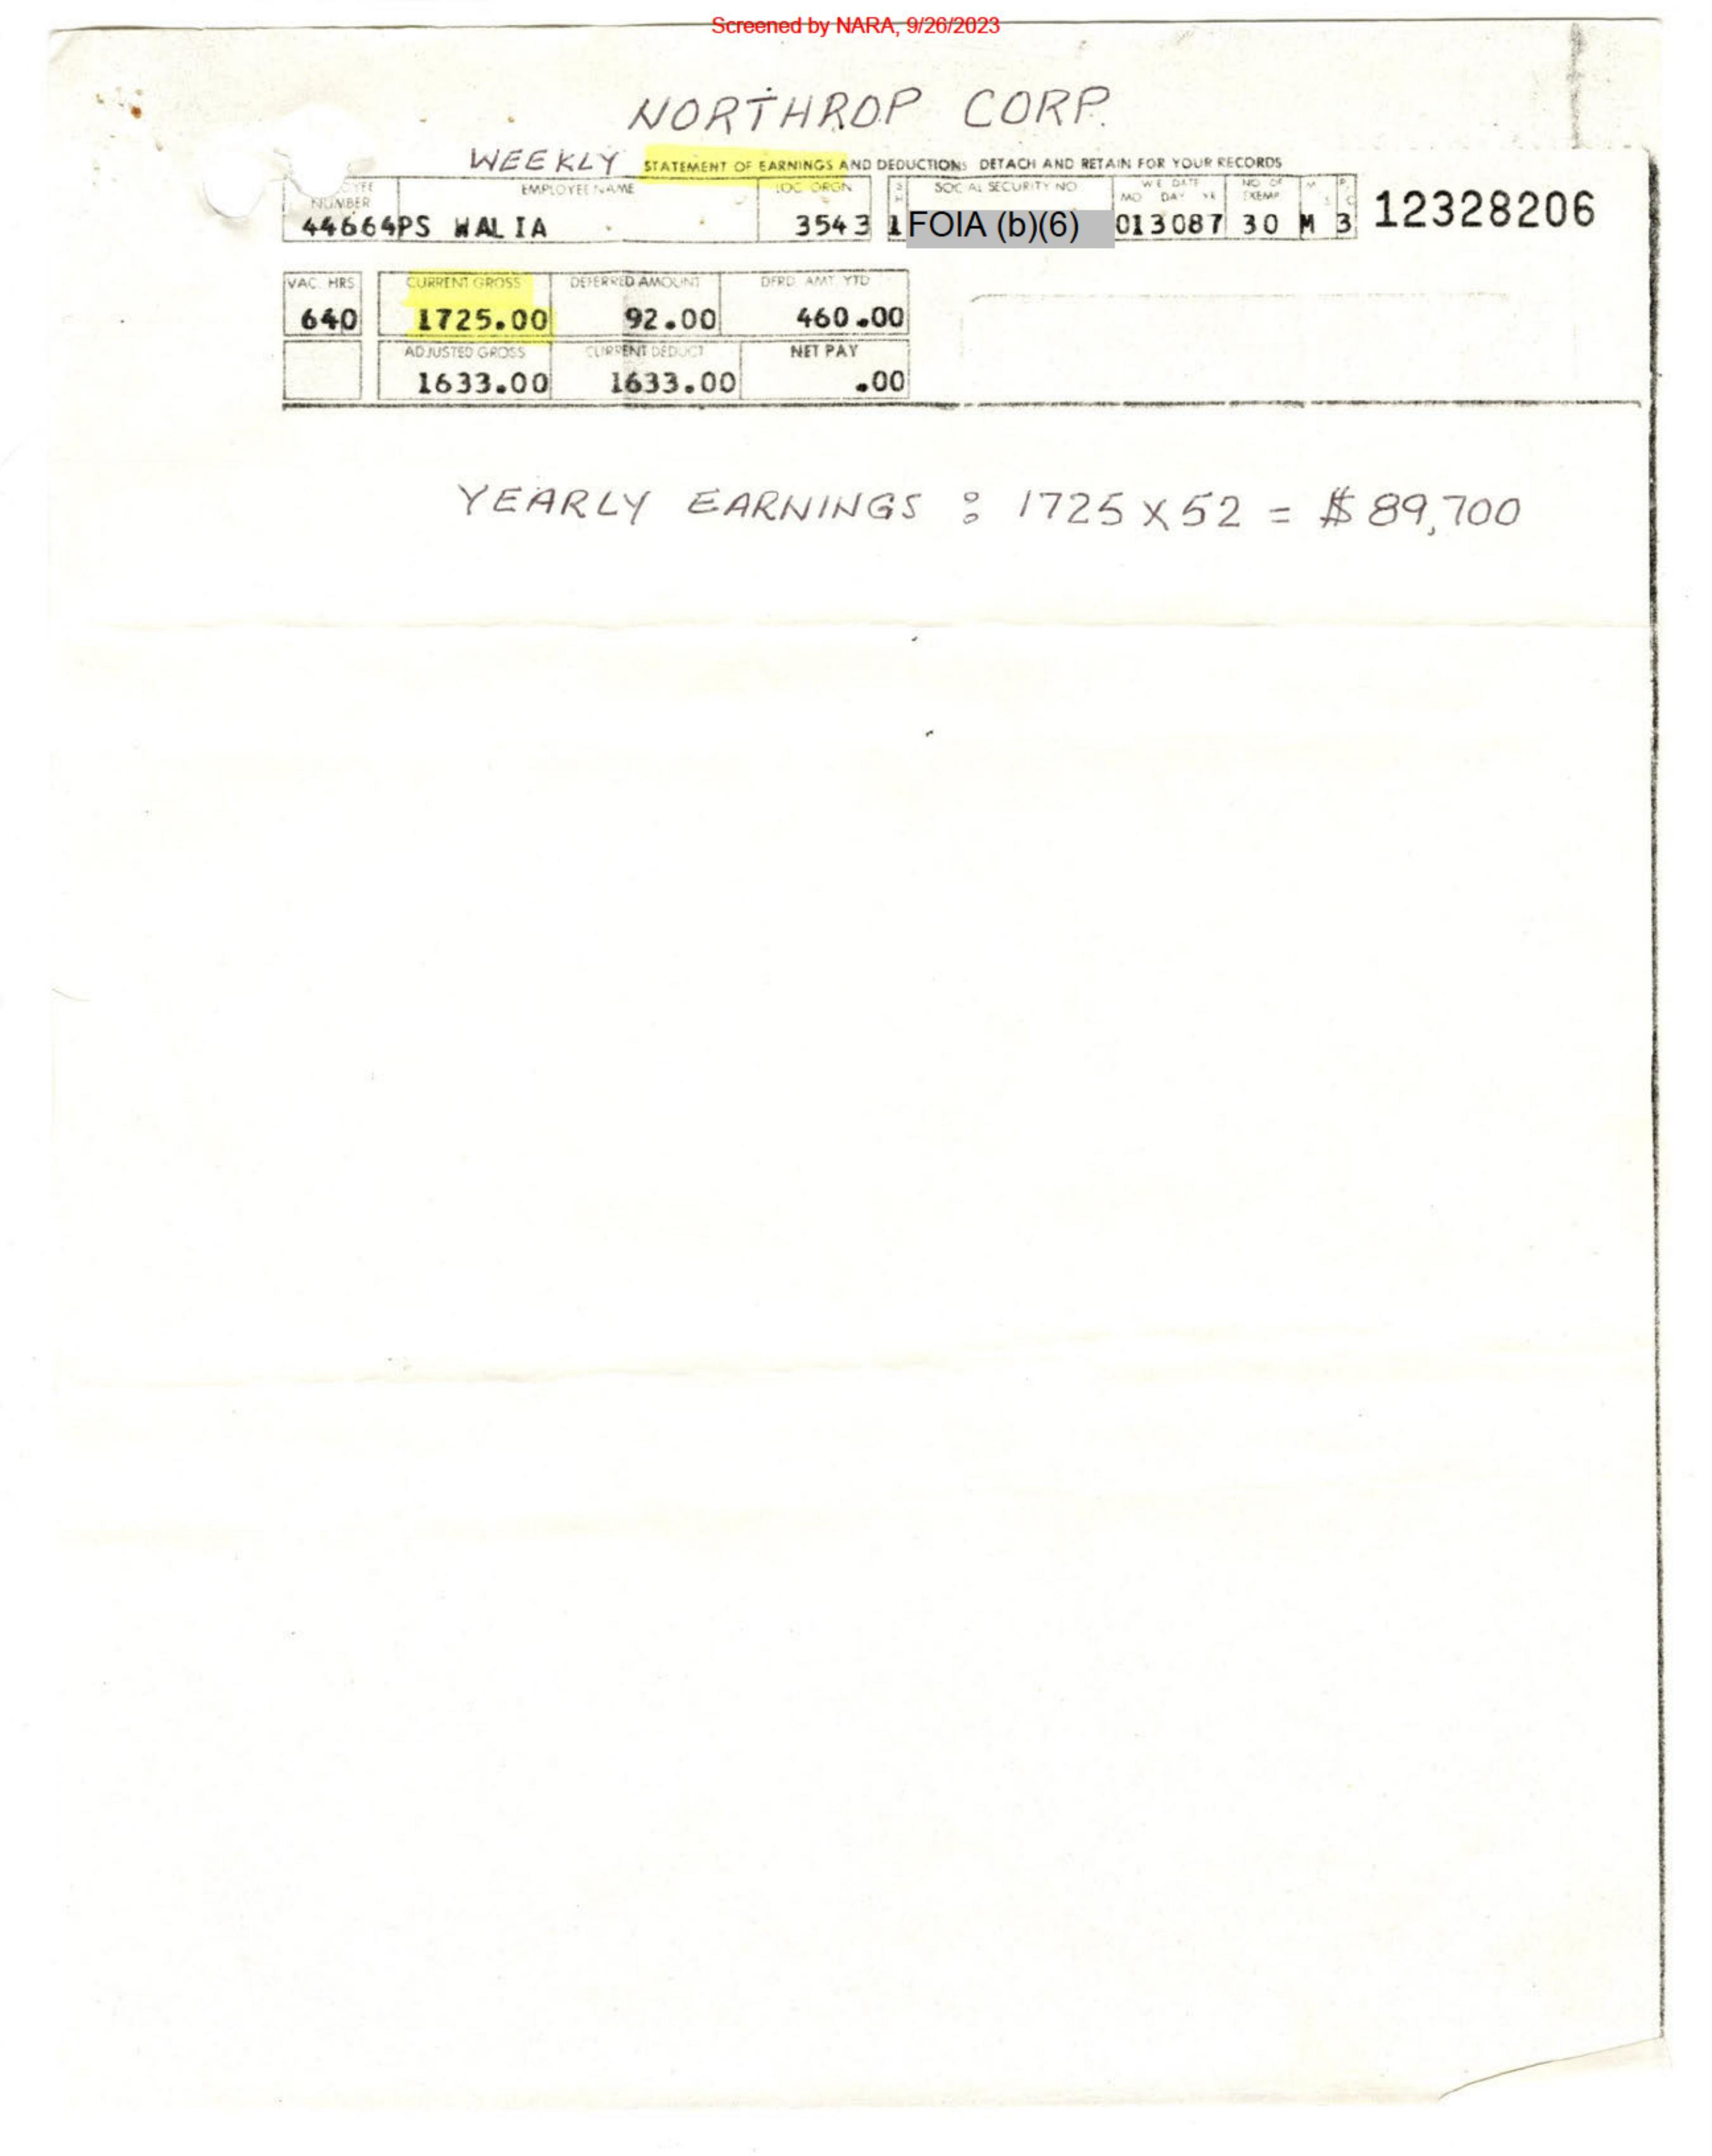 Screened by NARA, 9/26/2023
NORTHROP CORP.
WEEKLY STATEMENT OF EARNINGS AND DEDUCTIONS DETACH AND RETAIN FOR YOUR RECORDS
NUMBER EMPLOYEE NAME LOC ORGN SOCIAL SECURITY NO W E DATE NO OF
MO DAY YR EXEMP
44664PS WALIA 3543 1 FOIA (b)(6) 013087 30 M 3 12328206
VAC. HRS CURRENT GROSS DEFERRED AMOUNT DFRD AMT YTD
640 1725.00 92.00 460.00
ADJUSTED GROSS CURRENT DEDUCT NET PAY
1633.00 1633.00 .00
YEARLY EARNINGS : 1725 X 52 = $ 89,700